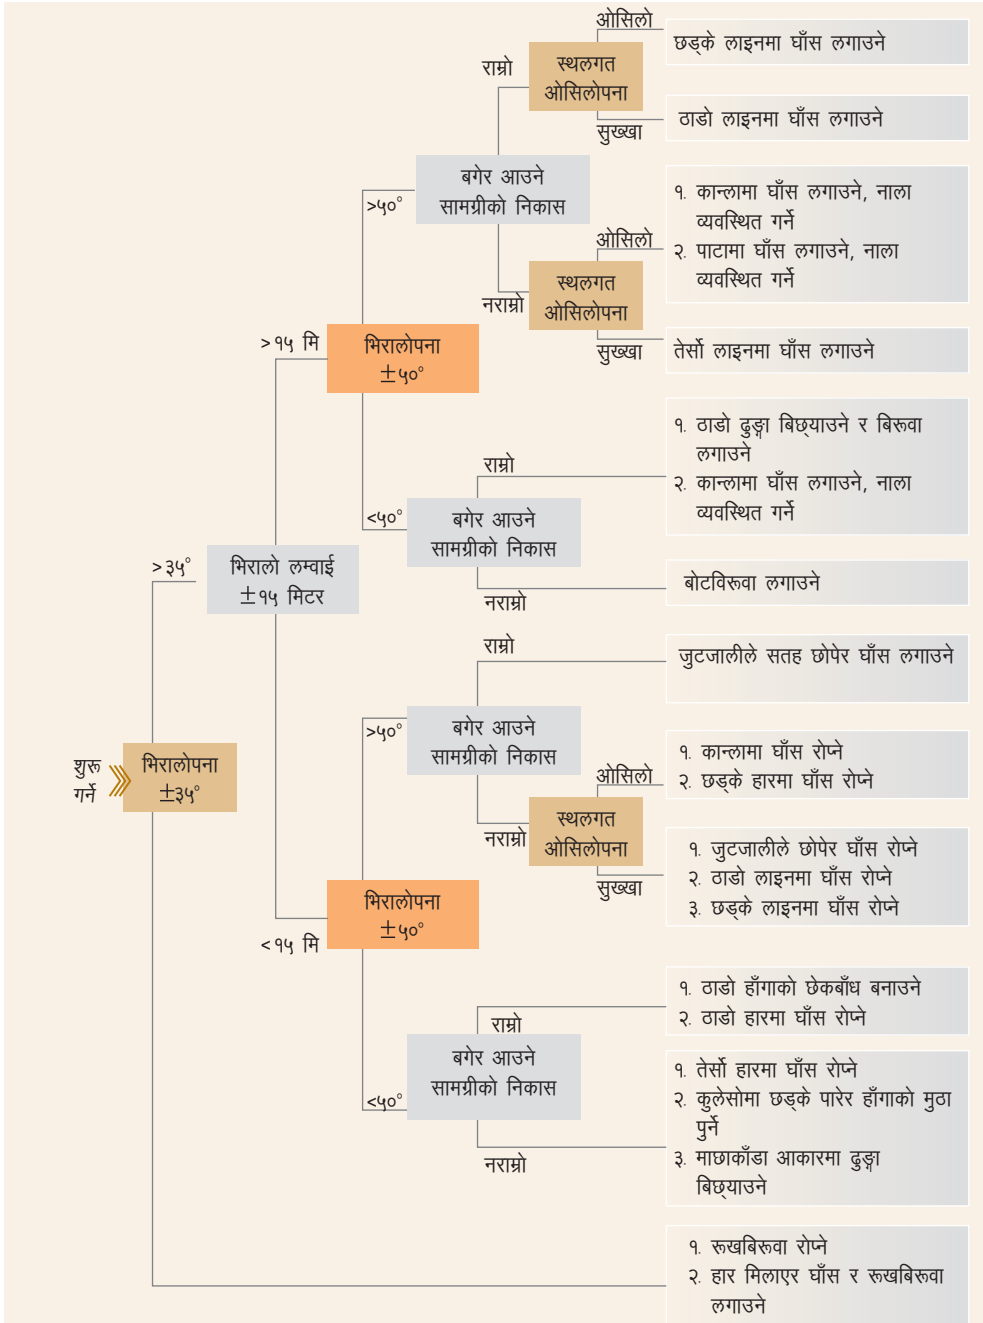 ओसिलो
छड्के लाइनमा घाँस लगाउने
राम्रो
स्थलगत
ओसिलोपना
ठाडो लाइनमा घाँस लगाउने
सुख्खा
बगेर आउने
सामग्रीको निकास
>५०°
१. कान्लामा घाँस लगाउने, नाला
व्यवस्थित गर्ने
२. पाटामा घाँस लगाउने, नाला
व्यवस्थित गर्ने
ओसिलो
स्थलगत
ओसिलोपना
नराम्रो
सुख्खा
तेर्सो लाइनमा घाँस लगाउने
>१५ मि
भिरालोपना
±५०°
१. ठाडो ढुङ्गा बिछ्याउने र बिरूवा
लगाउने
२. कान्लामा घाँस लगाउने, नाला
व्यवस्थित गर्ने
राम्रो
<५०°
बगेर आउने
सामग्रीको निकास
बोटविरूवा लगाउने
नराम्रो
>३५°
भिरालो लम्वाई
±१५ मिटर
राम्रो
जुटजालीले सतह छोपेर घाँस लगाउने
>५०°
बगेर आउने
सामग्रीको निकास
१. कान्लामा घाँस रोप्ने
२. छड्के हारमा घाँस रोप्ने
शुरू
गर्ने
भिरालोपना
±३५°
ओसिलो
स्थलगत
ओसिलोपना
नराम्रो
सुख्खा
१. जुटजालीले छोपेर घाँस रोप्ने
२. ठाडो लाइनमा घाँस रोप्ने
३. छड्के लाइनमा घाँस रोप्ने
भिरालोपना
±५०°
<१५ मि
१. ठाडो हाँगाको छेकबाँध बनाउने
२. ठाडो हारमा घाँस रोप्ने
राम्रो
बगेर आउने
सामग्रीको निकास
<५०°
१. तेर्सो हारमा घाँस रोप्ने
२. कुलेसोमा छड्के पारेर हाँगाको मुठा
पुर्ने
३. माछाकाँडा आकारमा ढुङ्गा
बिछ्याउने
नराम्रो
१. रूखबिरूवा रोप्ने
२. हार मिलाएर घाँस र रूखबिरूवा
लगाउने